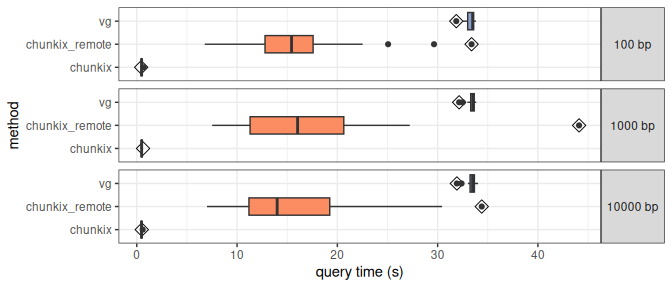 method
vg
chunkix_remote
chunkix
100 bp
vg
chunkix_remote
chunkix
1000 bp
vg
chunkix_remote
chunkix
10000 bp
0 10 20 30 40
query time (s)